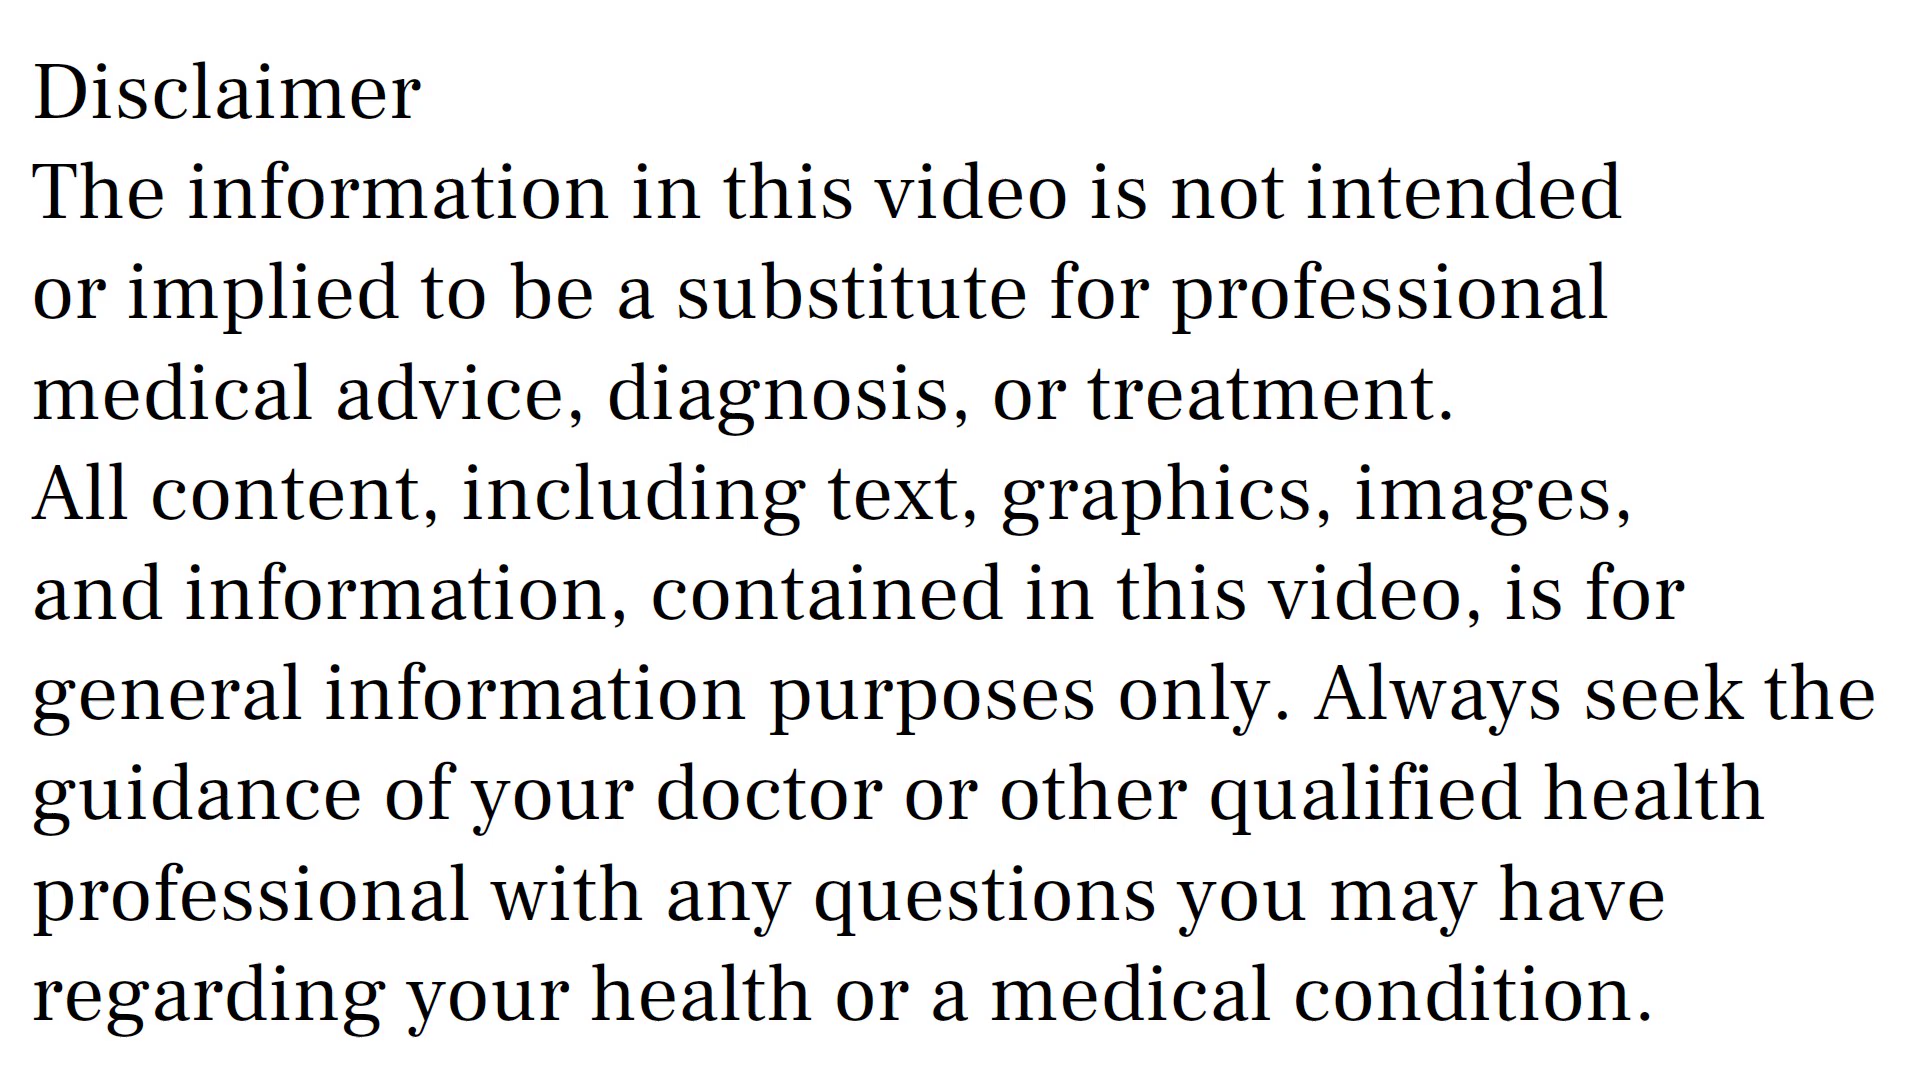 Disclaimer
The information in this video is not intended
or implied to be a substitute for professional
medical advice, diagnosis, or treatment.
All content, including text, graphics, images,
and information, contained in this video, is for
general information purposes only. Always seek the
guidance of your doctor or other qualified health
professional with any questions you may have
regarding your health or a medical condition.